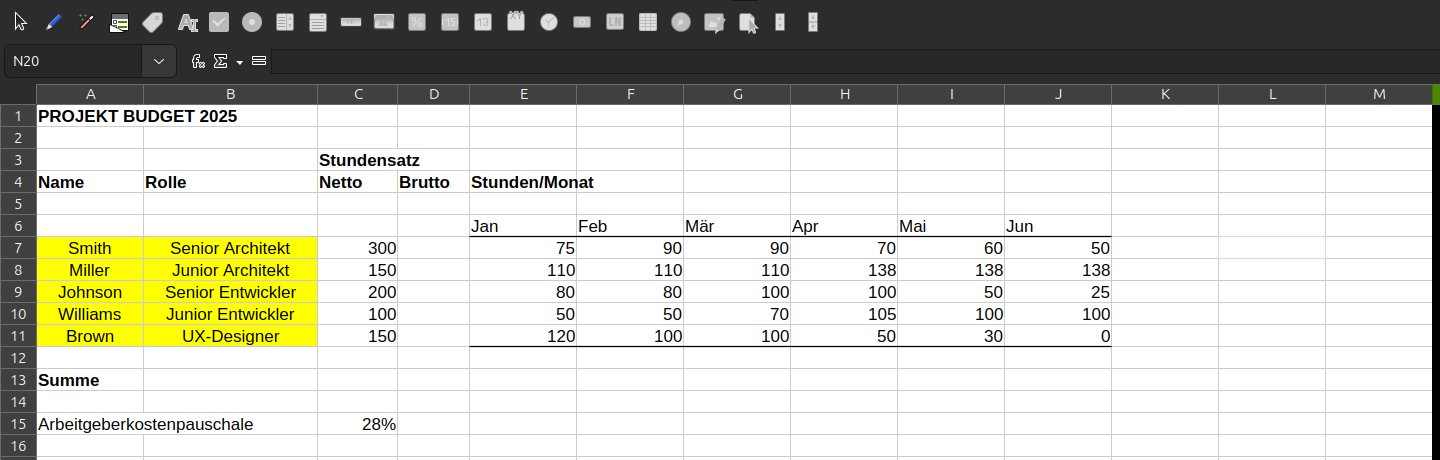 N20
A B C D E F G H I J K L M
1 PROJEKT BUDGET 2025
2
3 Stundensatz
4 Name Rolle Netto Brutto Stunden/Monat
5
6 Jan Feb Mär Apr Mai Jun
7 Smith Senior Architekt 300 75 90 90 70 60 50
8 Miller Junior Architekt 150 110 110 110 138 138 138
9 Johnson Senior Entwickler 200 80 80 100 100 50 25
10 Williams Junior Entwickler 100 50 50 70 105 100 100
11 Brown UX-Designer 150 120 100 100 50 30 0
12
13 Summe
14
15 Arbeitgeberkostenpauschale 28%
16